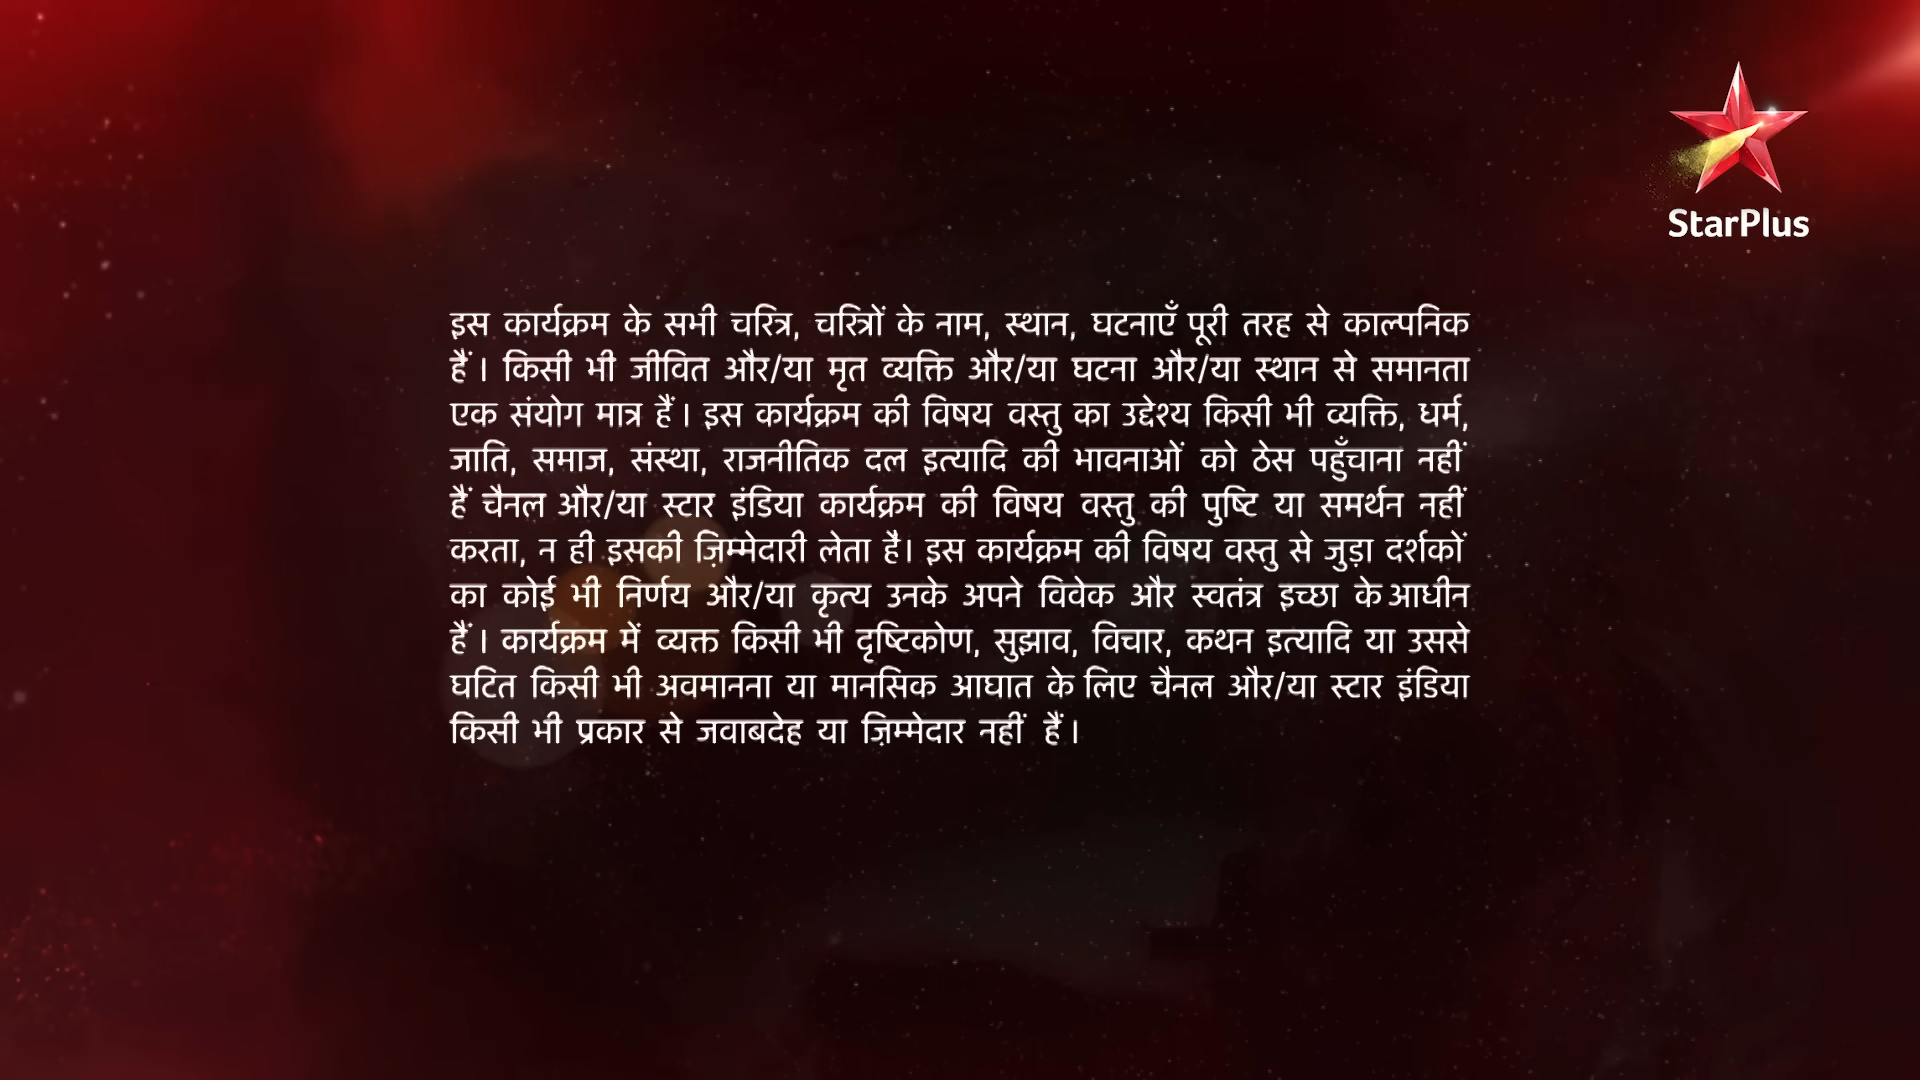 StarPlus
इस कार्यक्रम के सभी चरित्र, चरित्रों के नाम, स्थान, घटनाएँ पूरी तरह से काल्पनिक
हैं। किसी भी जीवित और/या मृत व्यक्ति और/या घटना और/या स्थान से समानता
एक संयोग मात्र हैं। इस कार्यक्रम की विषय वस्तु का उद्देश्य किसी भी व्यक्ति, धर्म,
जाति, समाज, संस्था, राजनीतिक दल इत्यादि की भावनाओं को ठेस पहुँचाना नहीं
हैं चैनल और/या स्टार इंडिया कार्यक्रम की विषय वस्तु की पुष्टि या समर्थन नहीं
करता, न ही इसकी ज़िम्मेदारी लेता है। इस कार्यक्रम की विषय वस्तु से जुड़ा दर्शकों
का कोई भी निर्णय और/या कृत्य उनके अपने विवेक और स्वतंत्र इच्छा के आधीन
हैं। कार्यक्रम में व्यक्त किसी भी दृष्टिकोण, सुझाव, विचार, कथन इत्यादि या उससे
घटित किसी भी अवमानना या मानसिक आघात के लिए चैनल और/या स्टार इंडिया
किसी भी प्रकार से जवाबदेह या ज़िम्मेदार नहीं हैं।